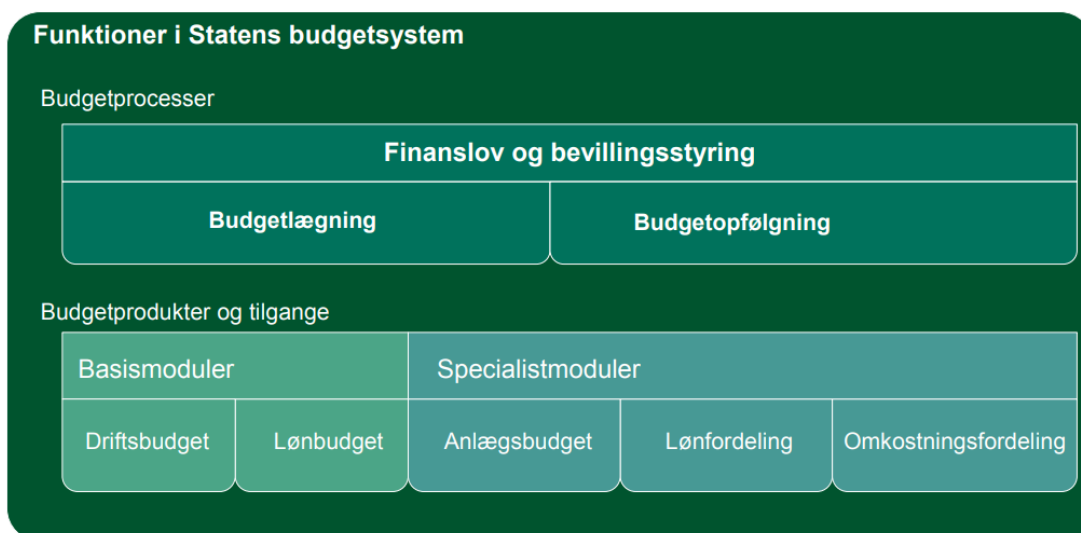 Funktioner i Statens budgetsystem
Budgetprocesser
Finanslov og bevillingsstyring
Budgetlægning
Budgetopfølgning
Budgetprodukter og tilgange
Basismoduler
Specialistmoduler
Driftsbudget
Lønbudget
Anlægsbudget
Lønfordeling
Omkostningsfordeling